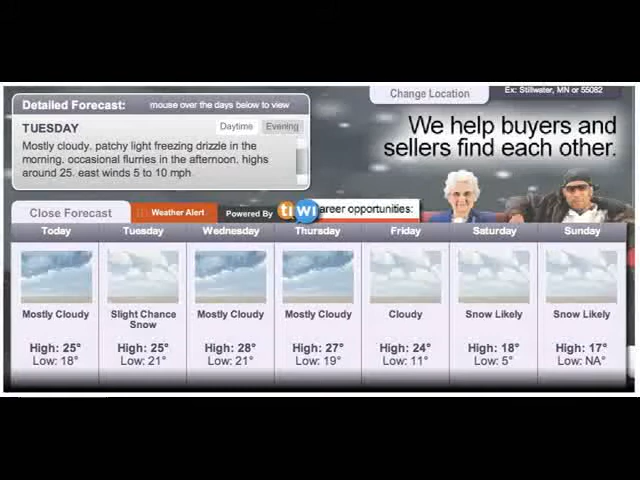 Change Location
Ex: Stillwater, MN or 55082
Detailed Forecast:
mouse over the days below to view
TUESDAY
Daytime
Evening
Mostly cloudy. patchy light freezing drizzle in the
morning. occasional flurries in the afternoon. highs
around 25. east winds 5 to 10 mph
We help buyers and
sellers find each other.
Close Forecast
Weather Alert
Powered By
tiwi
areer opportunities:
Today Tuesday Wednesday Thursday Friday Saturday Sunday
Mostly Cloudy Slight Chance Mostly Cloudy Mostly Cloudy Cloudy Snow Likely Snow Likely
Snow
High: 25° High: 25° High: 28° High: 27° High: 24° High: 18° High: 17°
Low: 18° Low: 21° Low: 21° Low: 19° Low: 11° Low: 5° Low: NA°